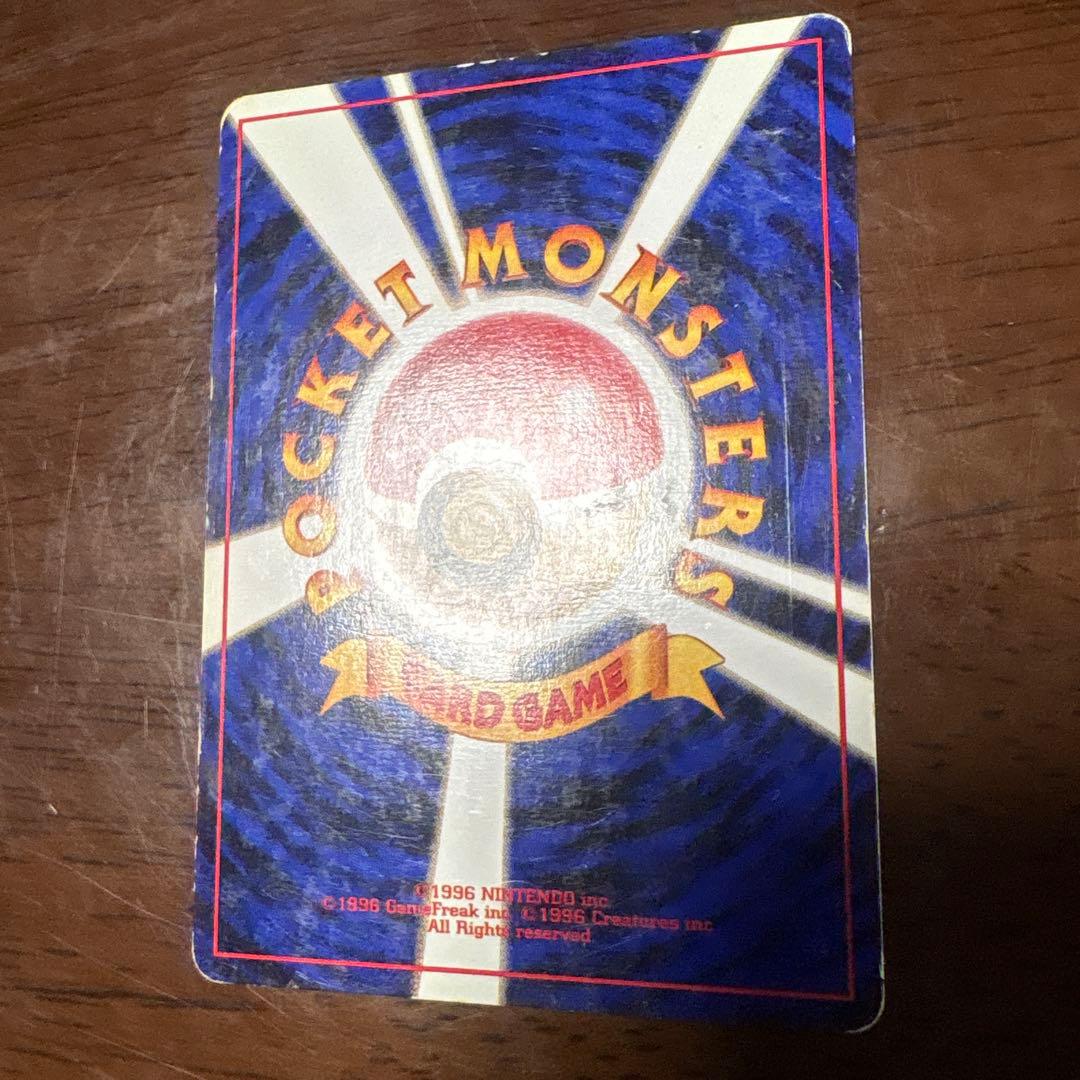 POCKET MONSTERS
CARD GAME
©1996 NINTENDO inc.
©1996 GameFreak inc. ©1996 Creatures inc.
All Rights reserved